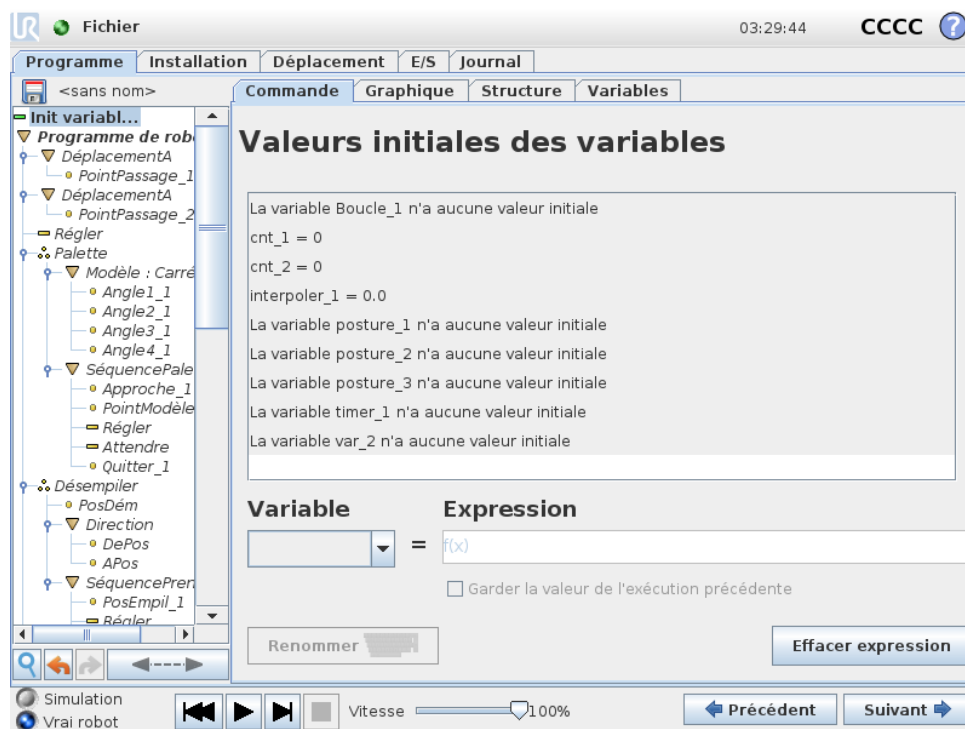 UR Fichier 03:29:44 CCCC ?
Programme Installation Déplacement E/S Journal
<sans nom>
Commande Graphique Structure Variables
Init variabl...
Programme de rob
DéplacementA
PointPassage_1
DéplacementA
PointPassage_2
Régler
Palette
Modèle : Carré
Angle1_1
Angle2_1
Angle3_1
Angle4_1
SéquencePale
Approche_1
PointModèle
Régler
Attendre
Quitter_1
Désempiler
PosDém
Direction
DePos
APos
SéquencePren
PosEmpil_1
Régler
Valeurs initiales des variables
La variable Boucle_1 n'a aucune valeur initiale
cnt_1 = 0
cnt_2 = 0
interpoler_1 = 0.0
La variable posture_1 n'a aucune valeur initiale
La variable posture_2 n'a aucune valeur initiale
La variable posture_3 n'a aucune valeur initiale
La variable timer_1 n'a aucune valeur initiale
La variable var_2 n'a aucune valeur initiale
Variable Expression
= f(x)
Garder la valeur de l'exécution précédente
Renommer
Effacer expression
Simulation
Vrai robot
Vitesse 100%
Précédent Suivant